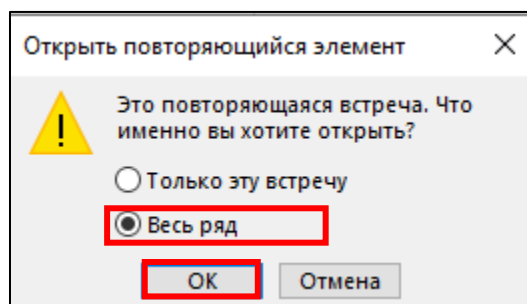 Открыть повторяющийся элемент
Это повторяющаяся встреча. Что
именно вы хотите открыть?
Только эту встречу
Весь ряд
ОК
Отмена